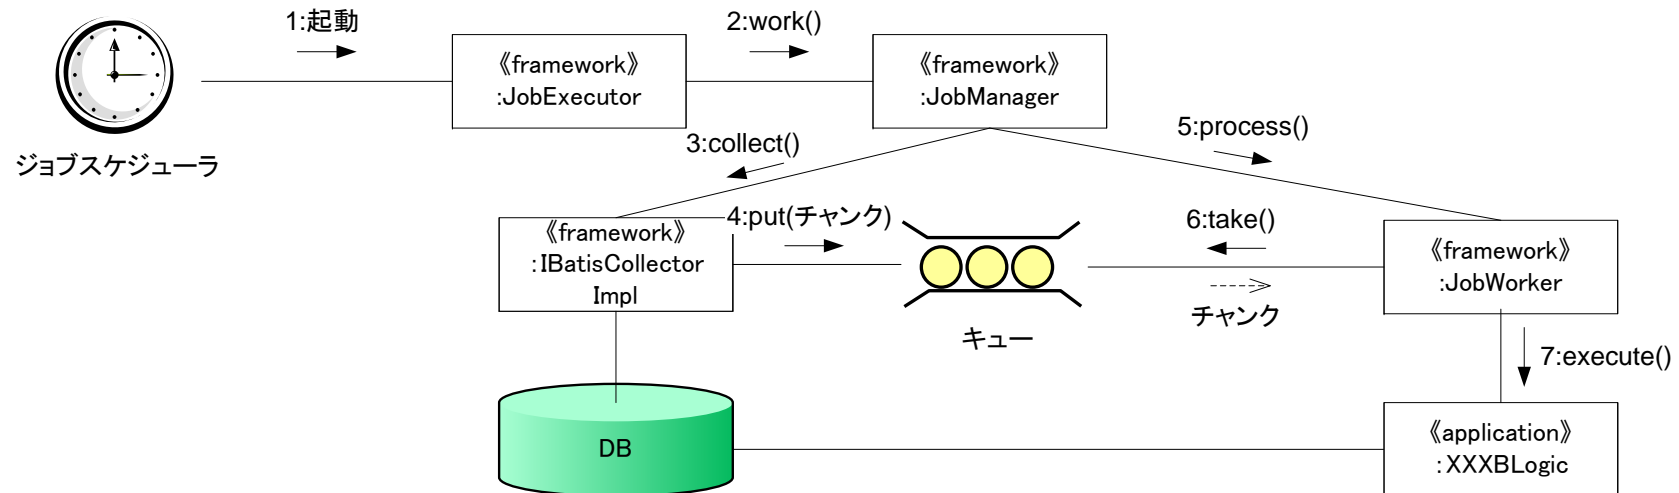 1:起動
2:work()
《framework》
:JobExecutor
《framework》
:JobManager
ジョブスケジューラ
3:collect()
5:process()
《framework》
:IBatisCollector
Impl
4:put(チャンク)
キュー
6:take()
チャンク
《framework》
:JobWorker
7:execute()
DB
《application》
:XXXBLogic